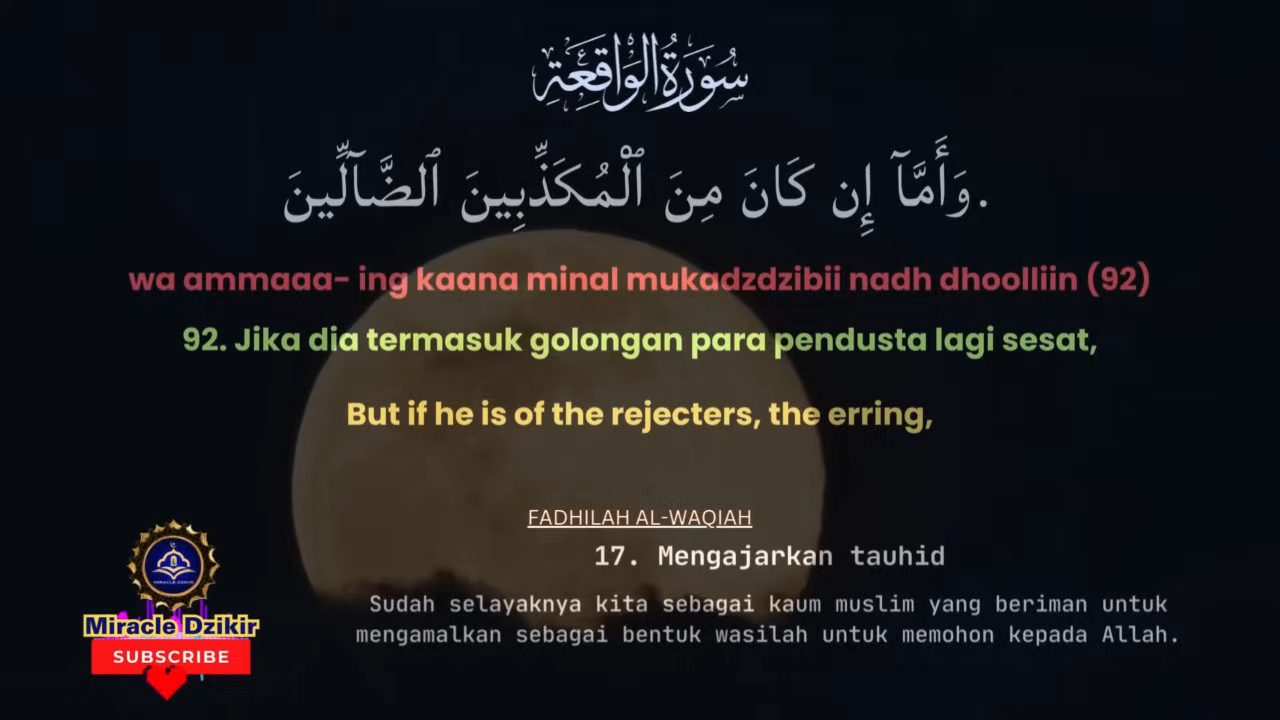 سُورَةُ الْوَاقِعَةِ
وَأَمَّآ إِن كَانَ مِنَ ٱلْمُكَذِّبِينَ ٱلضَّآلِّينَ.
wa ammaaa- ing kaana minal mukadzdzibii nadh dhoolliin (92)
92. Jika dia termasuk golongan para pendusta lagi sesat,
But if he is of the rejecters, the erring,
FADHILAH AL-WAQIAH
17. Mengajarkan tauhid
Sudah selayaknya kita sebagai kaum muslim yang beriman untuk
mengamalkan sebagai bentuk wasilah untuk memohon kepada Allah.
MIRACLE DZIKIR
Miracle Dzikir
SUBSCRIBE